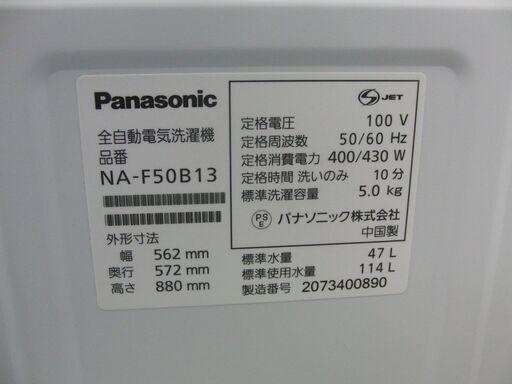 Panasonic
全自動電気洗濯機
品番
NA-F50B13
外形寸法
幅 562 mm
奥行 572 mm
高さ 880 mm
S JET
定格電圧 100 V
定格周波数 50/60 Hz
定格消費電力 400/430 W
定格時間 洗いのみ 10分
標準洗濯容量 5.0 kg
PS
E
パナソニック株式会社
中国製
標準水量 47 L
標準使用水量 114 L
製造番号 2073400890